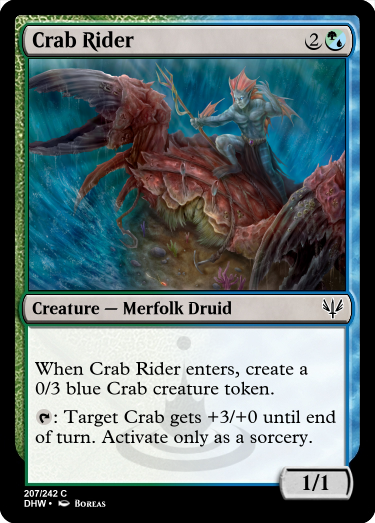 Crab Rider 2
Creature — Merfolk Druid
When Crab Rider enters, create a
0/3 blue Crab creature token.
: Target Crab gets +3/+0 until end
of turn. Activate only as a sorcery.
1/1
207/242 C
DHW • Boreas